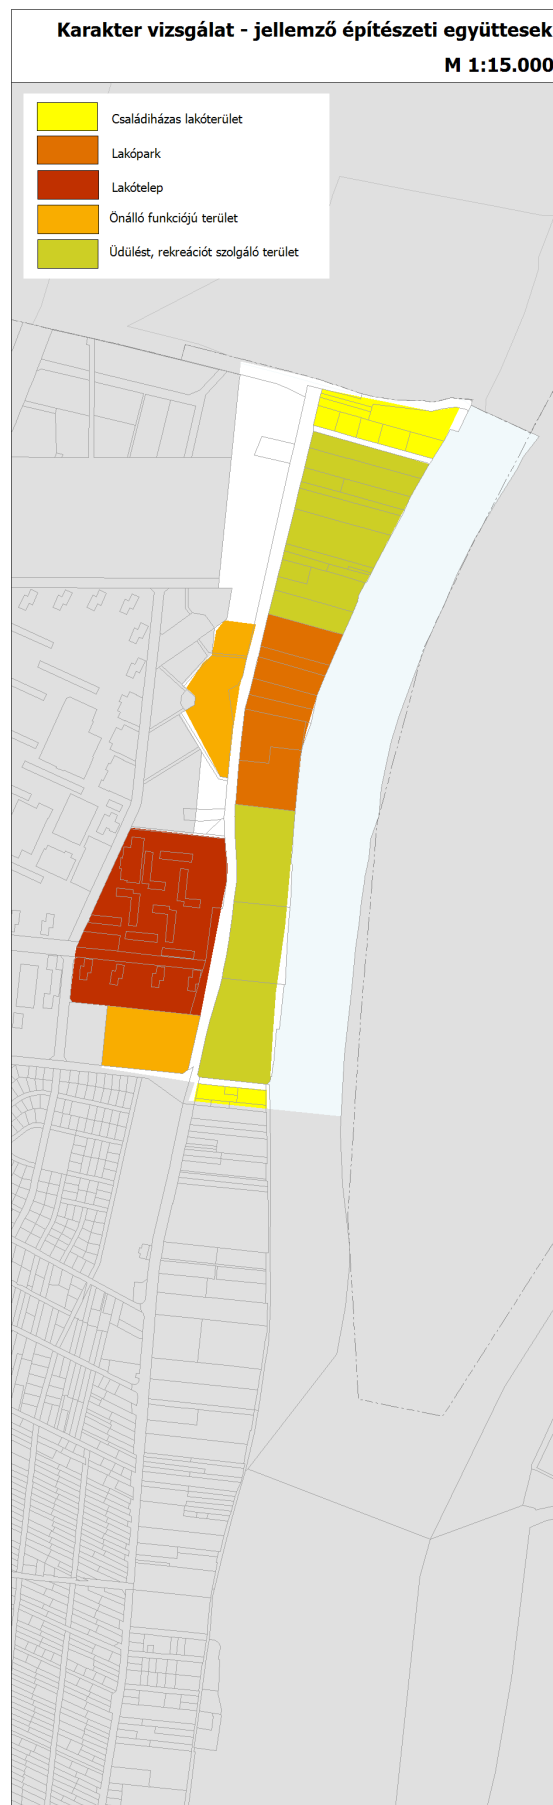 Karakter vizsgálat - jellemző építészeti együttesek
M 1:15.000
Családiházas lakóterület
Lakópark
Lakótelep
Önálló funkciójú terület
Üdülést, rekreációt szolgáló terület